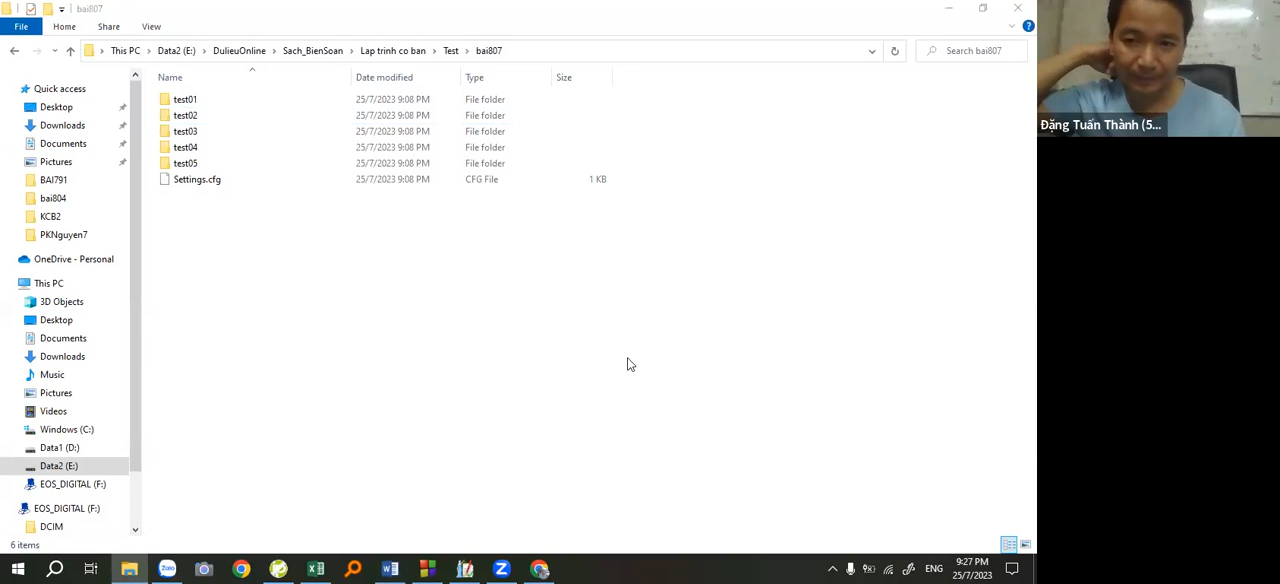 bai807
File
Home
Share
View
This PC
Data2 (E:)
DulieuOnline
Sach_BienSoan
Lap trinh co ban
Test
bai807
Search bai807
Name
Date modified
Type
Size
Quick access
Desktop
Downloads
Documents
Pictures
BAI791
bai804
KCB2
PKNguyen7
OneDrive - Personal
This PC
3D Objects
Desktop
Documents
Downloads
Music
Pictures
Videos
Windows (C:)
Data1 (D:)
Data2 (E:)
EOS_DIGITAL (F:)
EOS_DIGITAL (F:)
DCIM
test01 25/7/2023 9:08 PM File folder
test02 25/7/2023 9:08 PM File folder
test03 25/7/2023 9:08 PM File folder
test04 25/7/2023 9:08 PM File folder
test05 25/7/2023 9:08 PM File folder
Settings.cfg 25/7/2023 9:08 PM CFG File 1 KB
6 items
Đặng Tuấn Thành (5...
Zalo
ENG
9:27 PM
25/7/2023